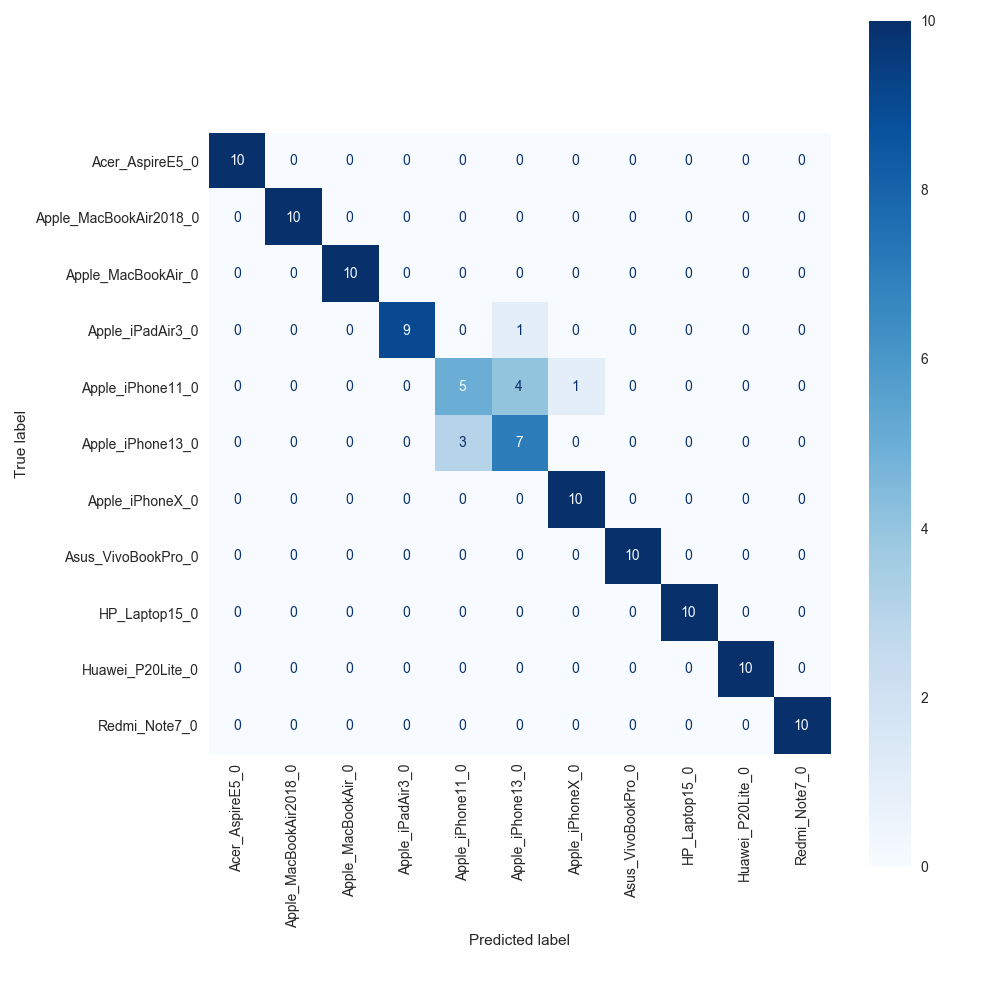 10
Acer_AspireE5_0 10 0 0 0 0 0 0 0 0 0 0
8
Apple_MacBookAir2018_0 0 10 0 0 0 0 0 0 0 0 0
Apple_MacBookAir_0 0 0 10 0 0 0 0 0 0 0 0
Apple_iPadAir3_0 0 0 0 9 0 1 0 0 0 0 0
6
Apple_iPhone11_0 0 0 0 0 5 4 1 0 0 0 0
True label
Apple_iPhone13_0 0 0 0 0 3 7 0 0 0 0 0
Apple_iPhoneX_0 0 0 0 0 0 0 10 0 0 0 0
4
Asus_VivoBookPro_0 0 0 0 0 0 0 0 10 0 0 0
HP_Laptop15_0 0 0 0 0 0 0 0 0 10 0 0
Huawei_P20Lite_0 0 0 0 0 0 0 0 0 0 10 0
2
Redmi_Note7_0 0 0 0 0 0 0 0 0 0 0 10
Acer_AspireE5_0
Apple_MacBookAir2018_0
Apple_MacBookAir_0
Apple_iPadAir3_0
Apple_iPhone11_0
Apple_iPhone13_0
Apple_iPhoneX_0
Asus_VivoBookPro_0
HP_Laptop15_0
Huawei_P20Lite_0
Redmi_Note7_0
0
Predicted label